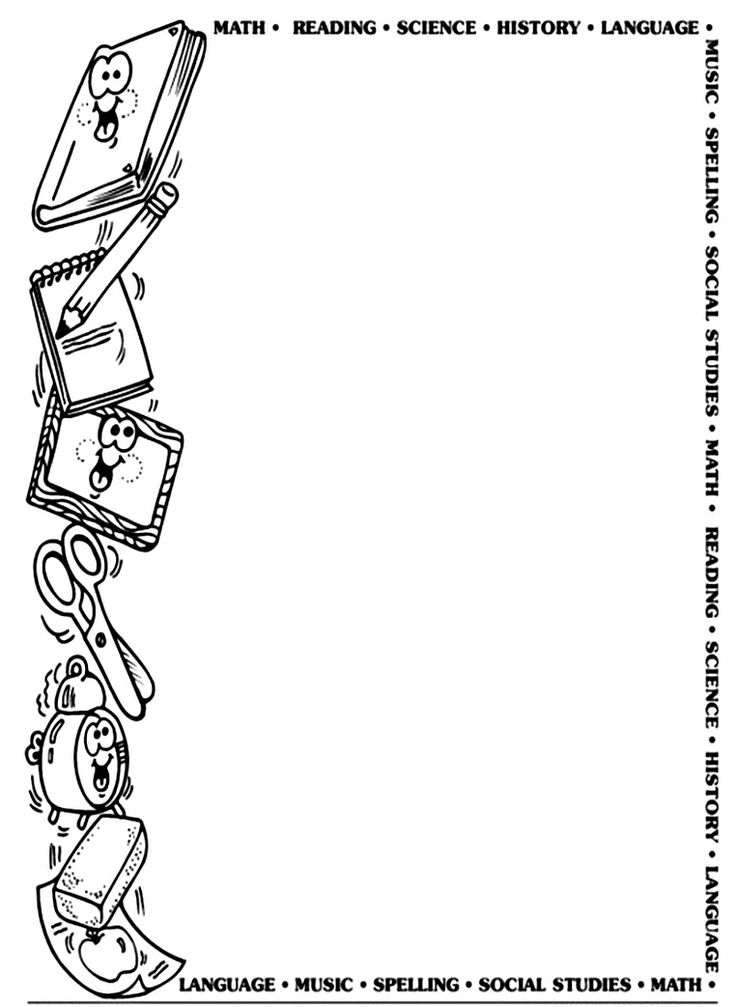 MATH • READING • SCIENCE • HISTORY • LANGUAGE •
MUSIC • SPELLING • SOCIAL STUDIES • MATH • READING • SCIENCE • HISTORY • LANGUAGE
LANGUAGE • MUSIC • SPELLING • SOCIAL STUDIES • MATH •